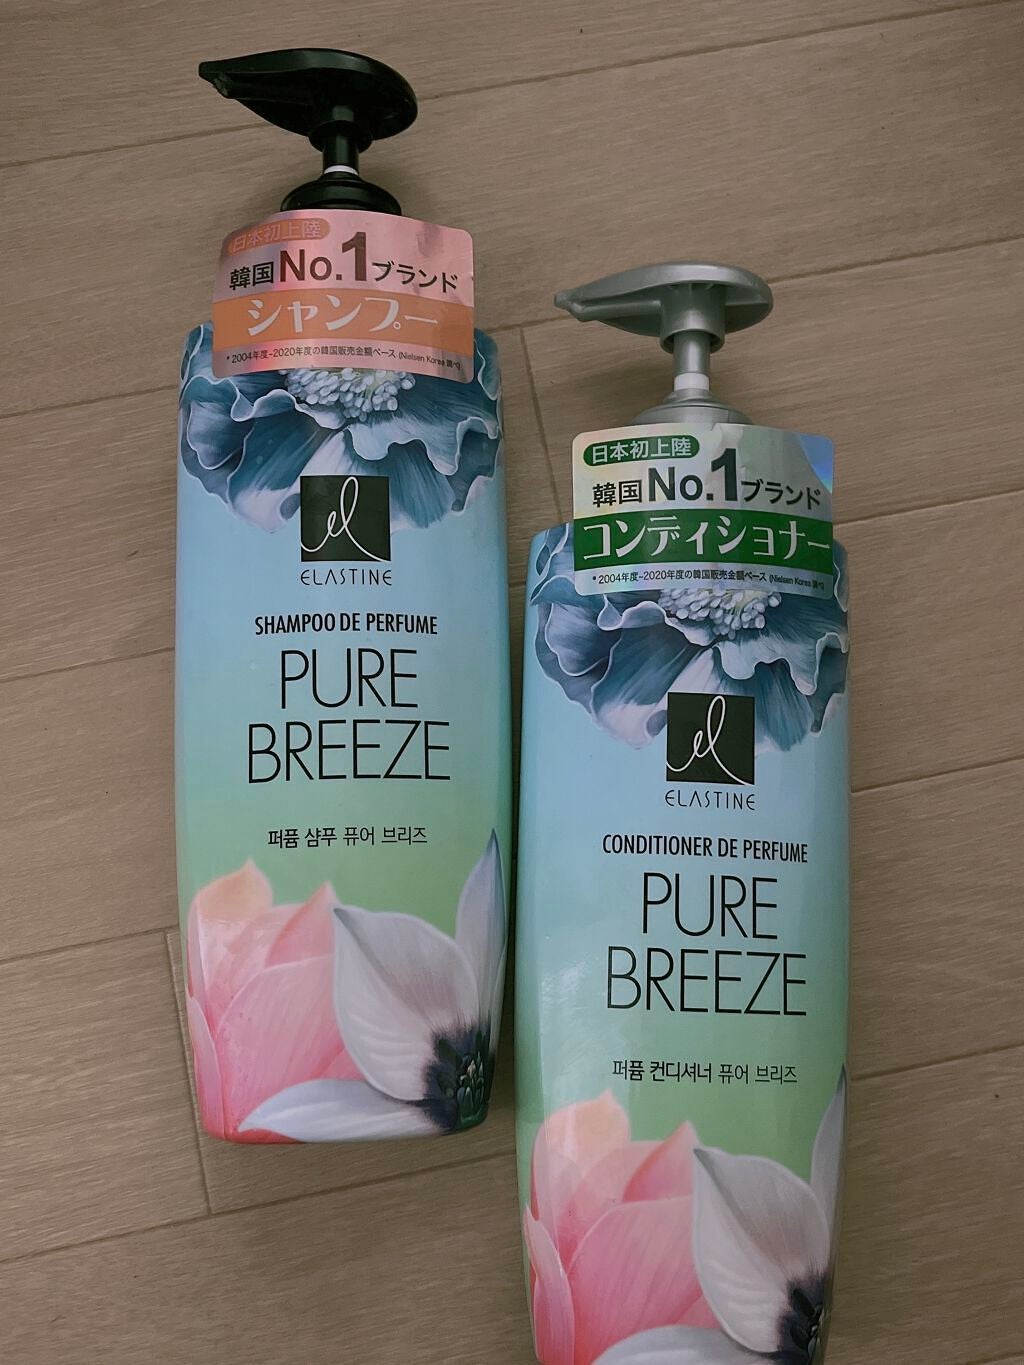 日本初上陸
韓国No.1ブランド
シャンプー
*2004年度-2020年度の韓国販売金額ベース (Nielsen Korea 調べ)
el
ELASTINE
SHAMPOO DE PERFUME
PURE
BREEZE
퍼퓸 샴푸 퓨어 브리즈
日本初上陸
韓国No.1ブランド
コンディショナー
*2004年度-2020年度の韓国販売金額ベース (Nielsen Korea 調べ)
el
ELASTINE
CONDITIONER DE PERFUME
PURE
BREEZE
퍼퓸 컨디셔너 퓨어 브리즈